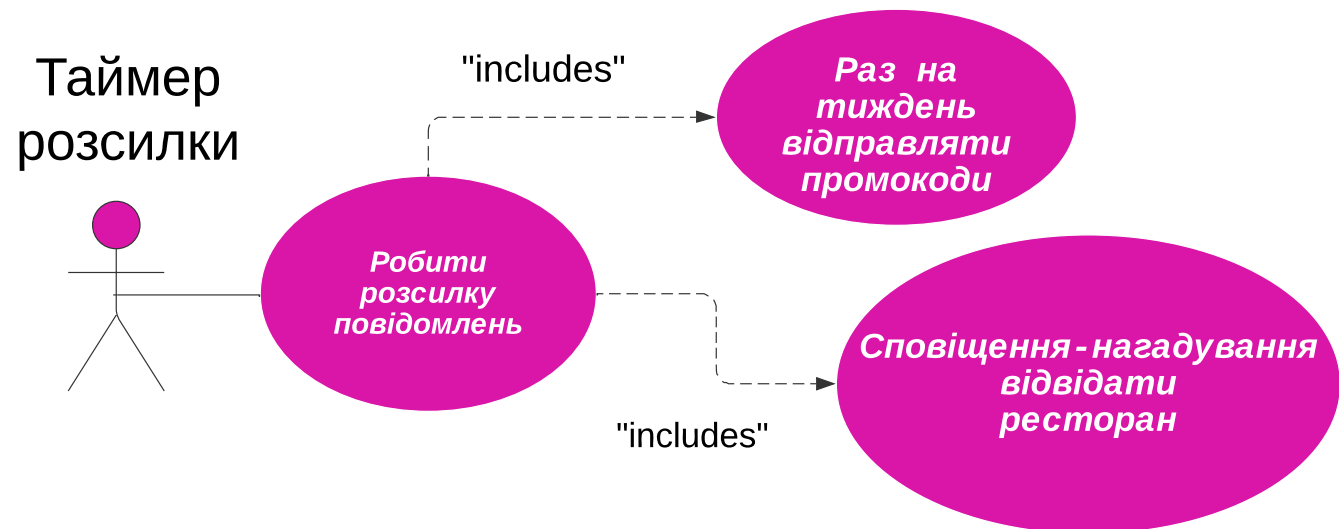 Таймер
розсилки
"includes"
Раз на
тиждень
відправляти
промокоди
Робити
розсилку
повідомлень
Сповіщення-нагадування
відвідати
ресторан
"includes"